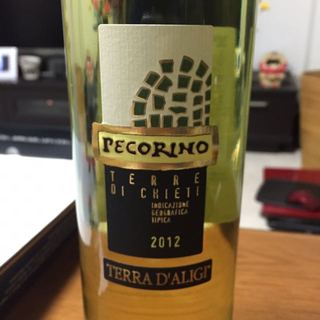 PECORINO
TERRE
DI CHIETI
INDICAZIONE
GEOGRAFICA
TIPICA
2012
TERRA D'ALIGI